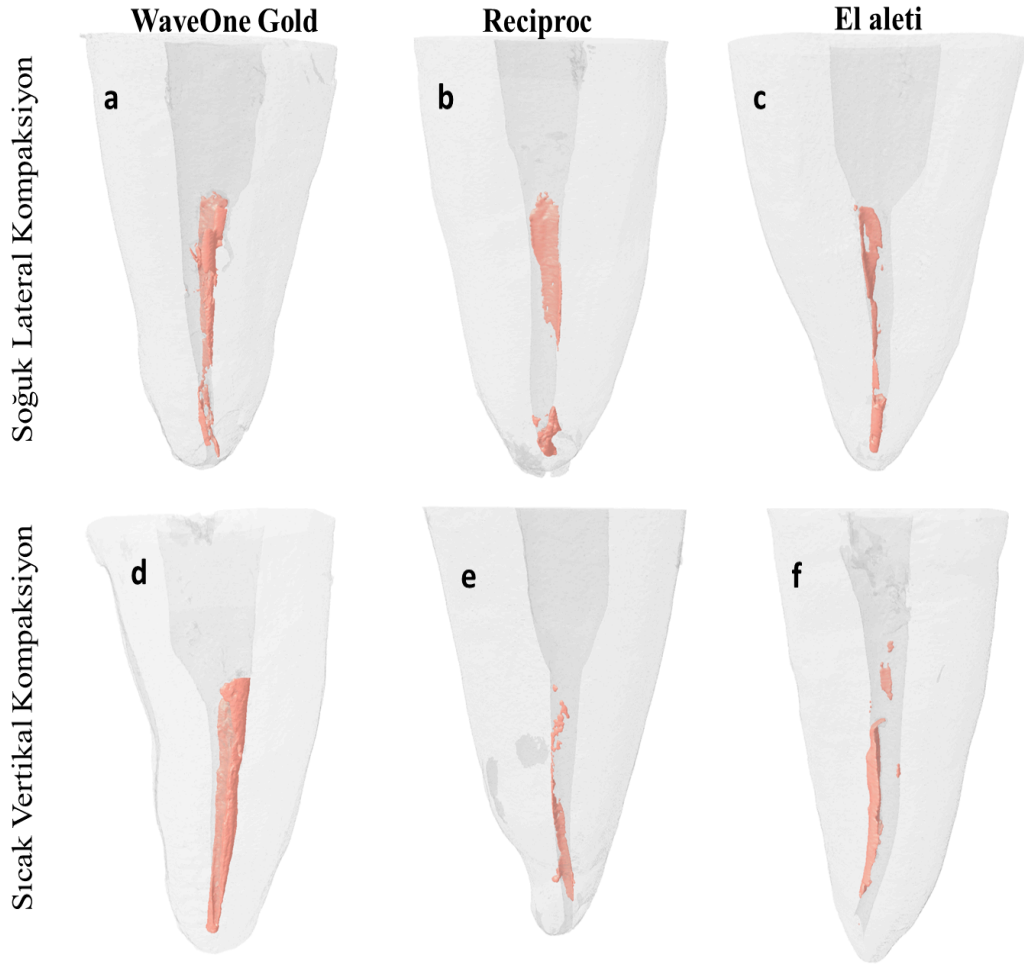 WaveOne Gold
Reciproc
El aleti
Soğuk Lateral Kompaksiyon
a
b
c
Sıcak Vertikal Kompaksiyon
d
e
f